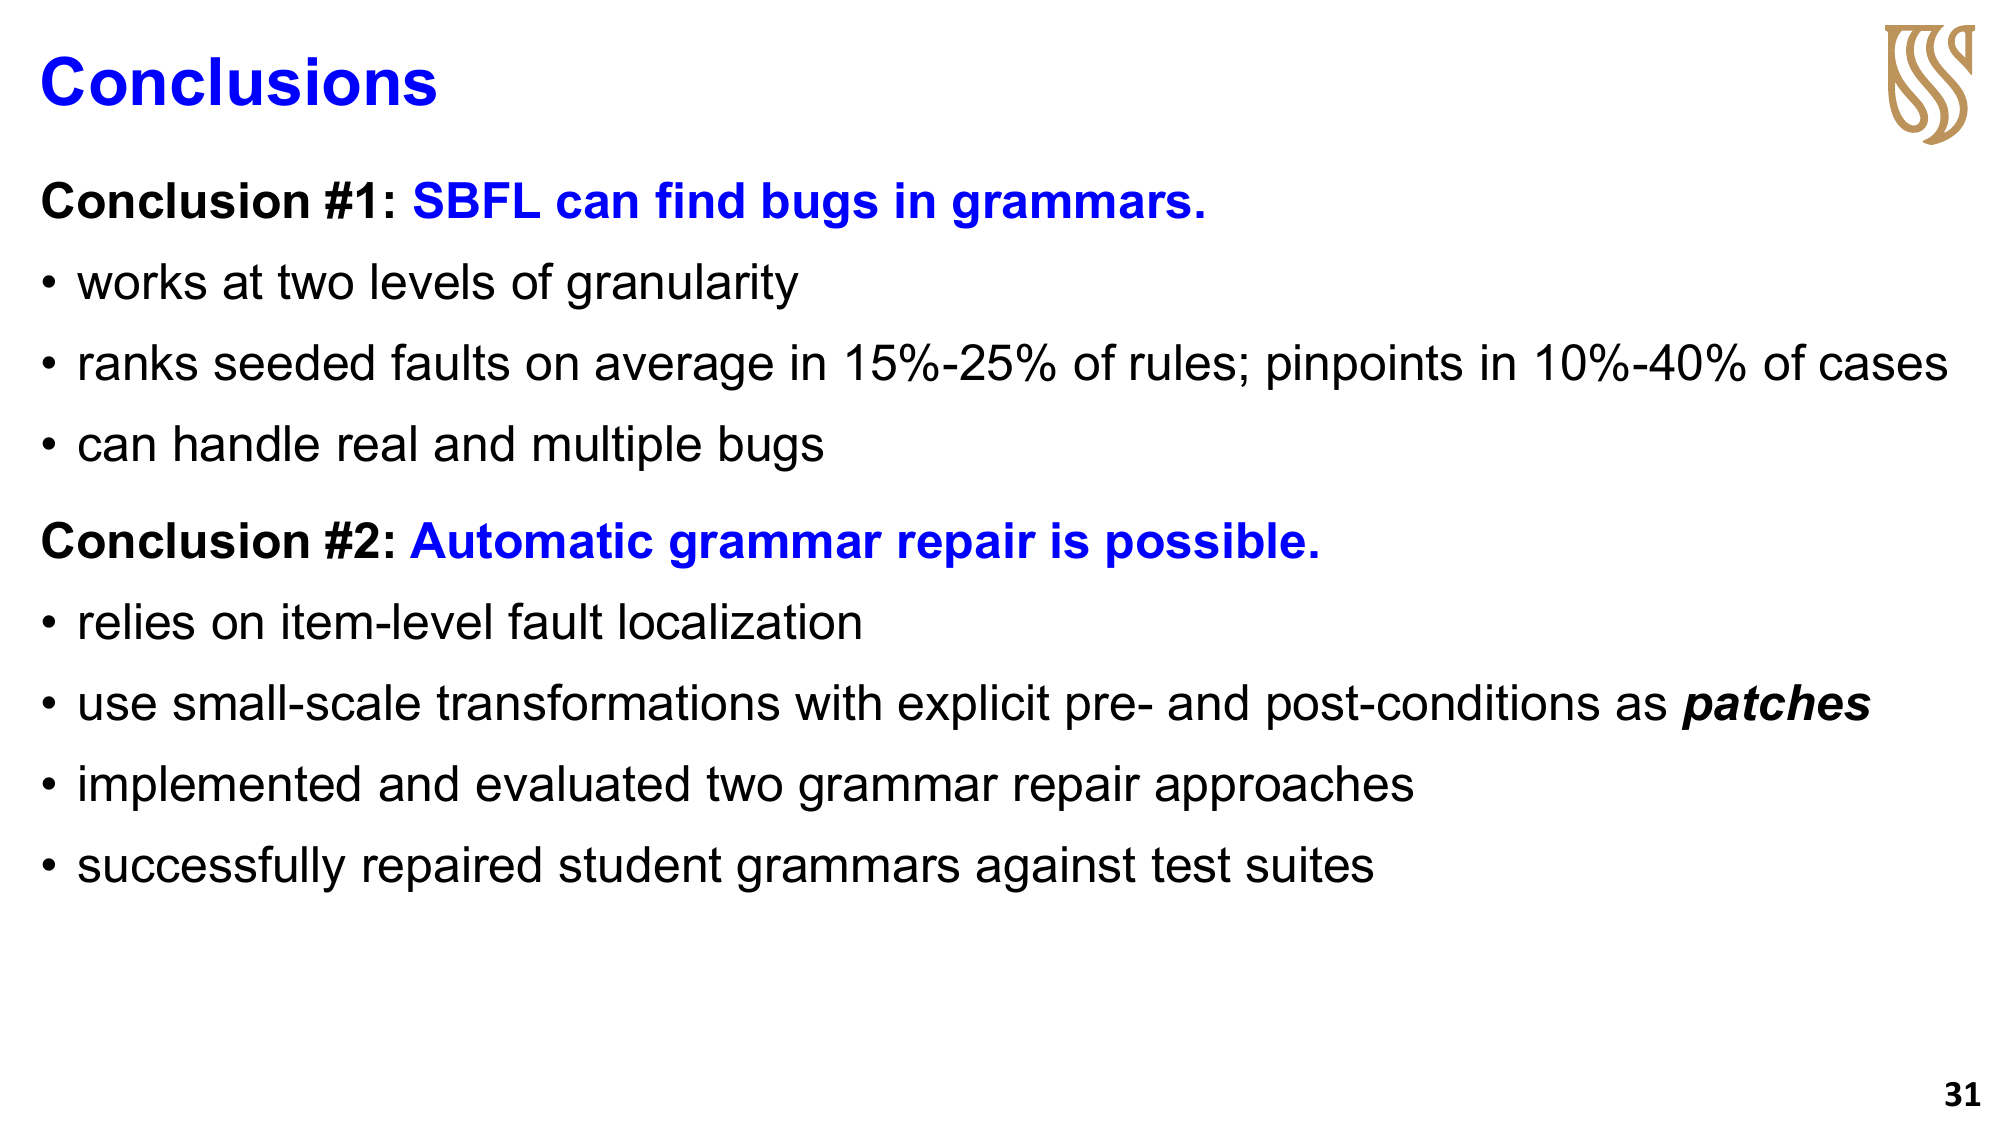 Conclusions
Conclusion #1: SBFL can find bugs in grammars.
• works at two levels of granularity
• ranks seeded faults on average in 15%-25% of rules; pinpoints in 10%-40% of cases
• can handle real and multiple bugs
Conclusion #2: Automatic grammar repair is possible.
• relies on item-level fault localization
• use small-scale transformations with explicit pre- and post-conditions as patches
• implemented and evaluated two grammar repair approaches
• successfully repaired student grammars against test suites
31